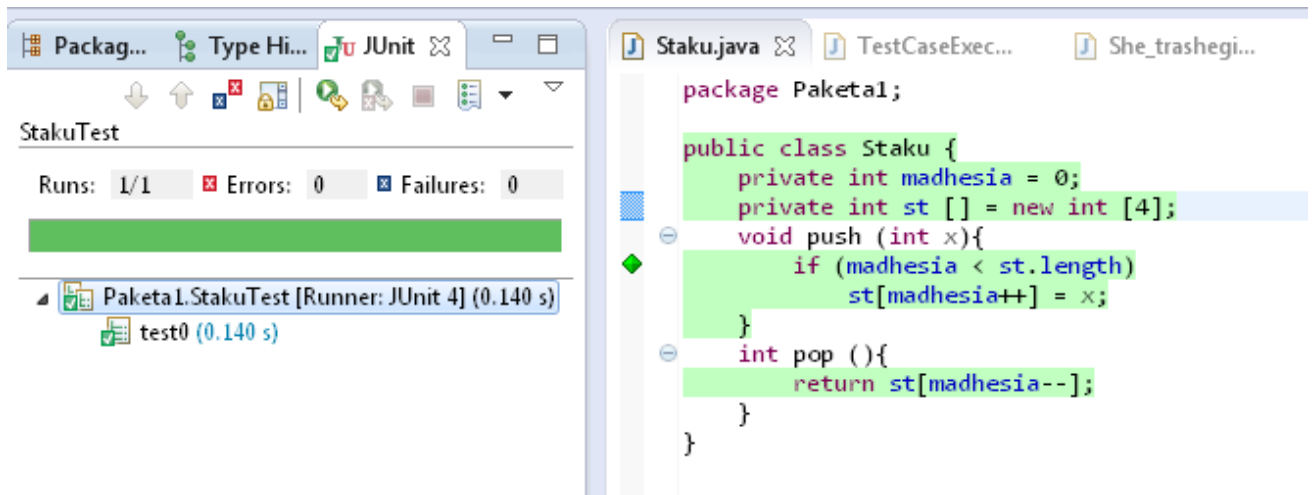 Packag... Type Hi... JUnit
StakuTest
Runs: 1/1 Errors: 0 Failures: 0
Paketa1.StakuTest [Runner: JUnit 4] (0.140 s)
test0 (0.140 s)
Staku.java TestCaseExec... She_trashegi...
package Paketa1;
public class Staku {
private int madhesia = 0;
private int st [] = new int [4];
void push (int x){
if (madhesia < st.length)
st[madhesia++] = x;
}
int pop (){
return st[madhesia--];
}
}